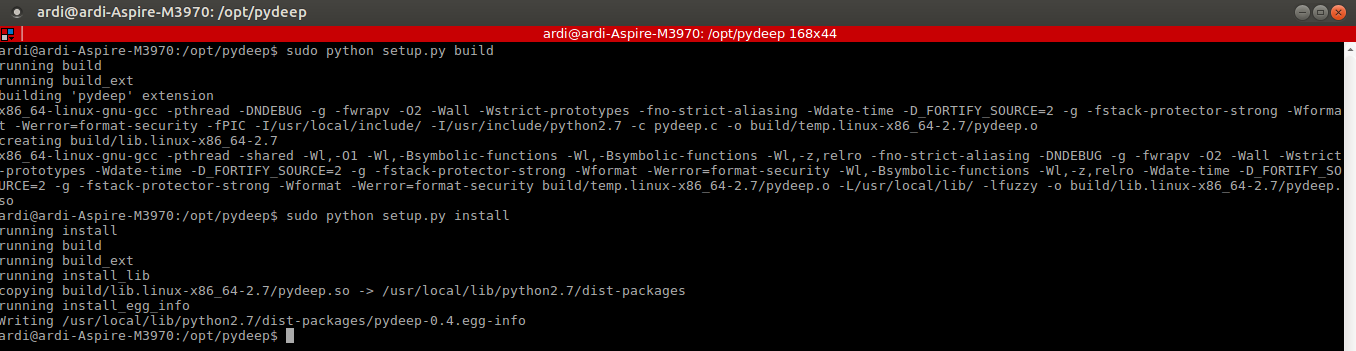 ardi@ardi-Aspire-M3970: /opt/pydeep
ardi@ardi-Aspire-M3970: /opt/pydeep 168x44
ardi@ardi-Aspire-M3970:/opt/pydeep$ sudo python setup.py build
running build
running build_ext
building 'pydeep' extension
x86_64-linux-gnu-gcc -pthread -DNDEBUG -g -fwrapv -O2 -Wall -Wstrict-prototypes -fno-strict-aliasing -Wdate-time -D_FORTIFY_SOURCE=2 -g -fstack-protector-strong -Wforma
t -Werror=format-security -fPIC -I/usr/local/include/ -I/usr/include/python2.7 -c pydeep.c -o build/temp.linux-x86_64-2.7/pydeep.o
creating build/lib.linux-x86_64-2.7
x86_64-linux-gnu-gcc -pthread -shared -Wl,-O1 -Wl,-Bsymbolic-functions -Wl,-Bsymbolic-functions -Wl,-z,relro -fno-strict-aliasing -DNDEBUG -g -fwrapv -O2 -Wall -Wstrict
-prototypes -Wdate-time -D_FORTIFY_SOURCE=2 -g -fstack-protector-strong -Wformat -Werror=format-security -Wl,-Bsymbolic-functions -Wl,-z,relro -Wdate-time -D_FORTIFY_SO
URCE=2 -g -fstack-protector-strong -Wformat -Werror=format-security build/temp.linux-x86_64-2.7/pydeep.o -L/usr/local/lib/ -lfuzzy -o build/lib.linux-x86_64-2.7/pydeep.
so
ardi@ardi-Aspire-M3970:/opt/pydeep$ sudo python setup.py install
running install
running build
running build_ext
running install_lib
copying build/lib.linux-x86_64-2.7/pydeep.so -> /usr/local/lib/python2.7/dist-packages
running install_egg_info
Writing /usr/local/lib/python2.7/dist-packages/pydeep-0.4.egg-info
ardi@ardi-Aspire-M3970:/opt/pydeep$